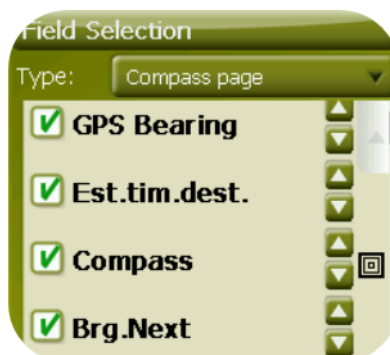 Field Selection
Type: Compass page
GPS Bearing
Est.tim.dest.
Compass
Brg.Next